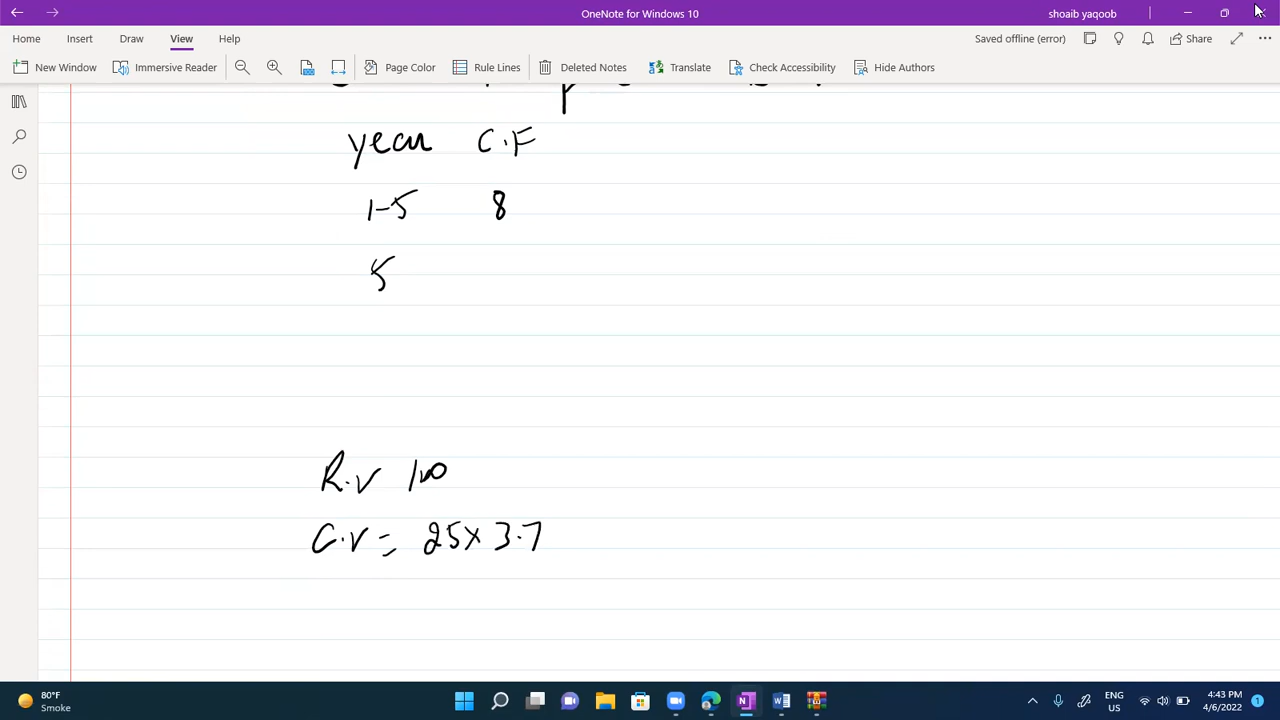 OneNote for Windows 10
shoaib yaqoob
Home Insert Draw View Help
Saved offline (error) Share
New Window Immersive Reader Page Color Rule Lines Deleted Notes Translate Check Accessibility Hide Authors
year C.F
1-5 8
5
R.V 100
C.V = 25 x 3.7
80°F
Smoke
ENG
US
4:43 PM
4/6/2022
1